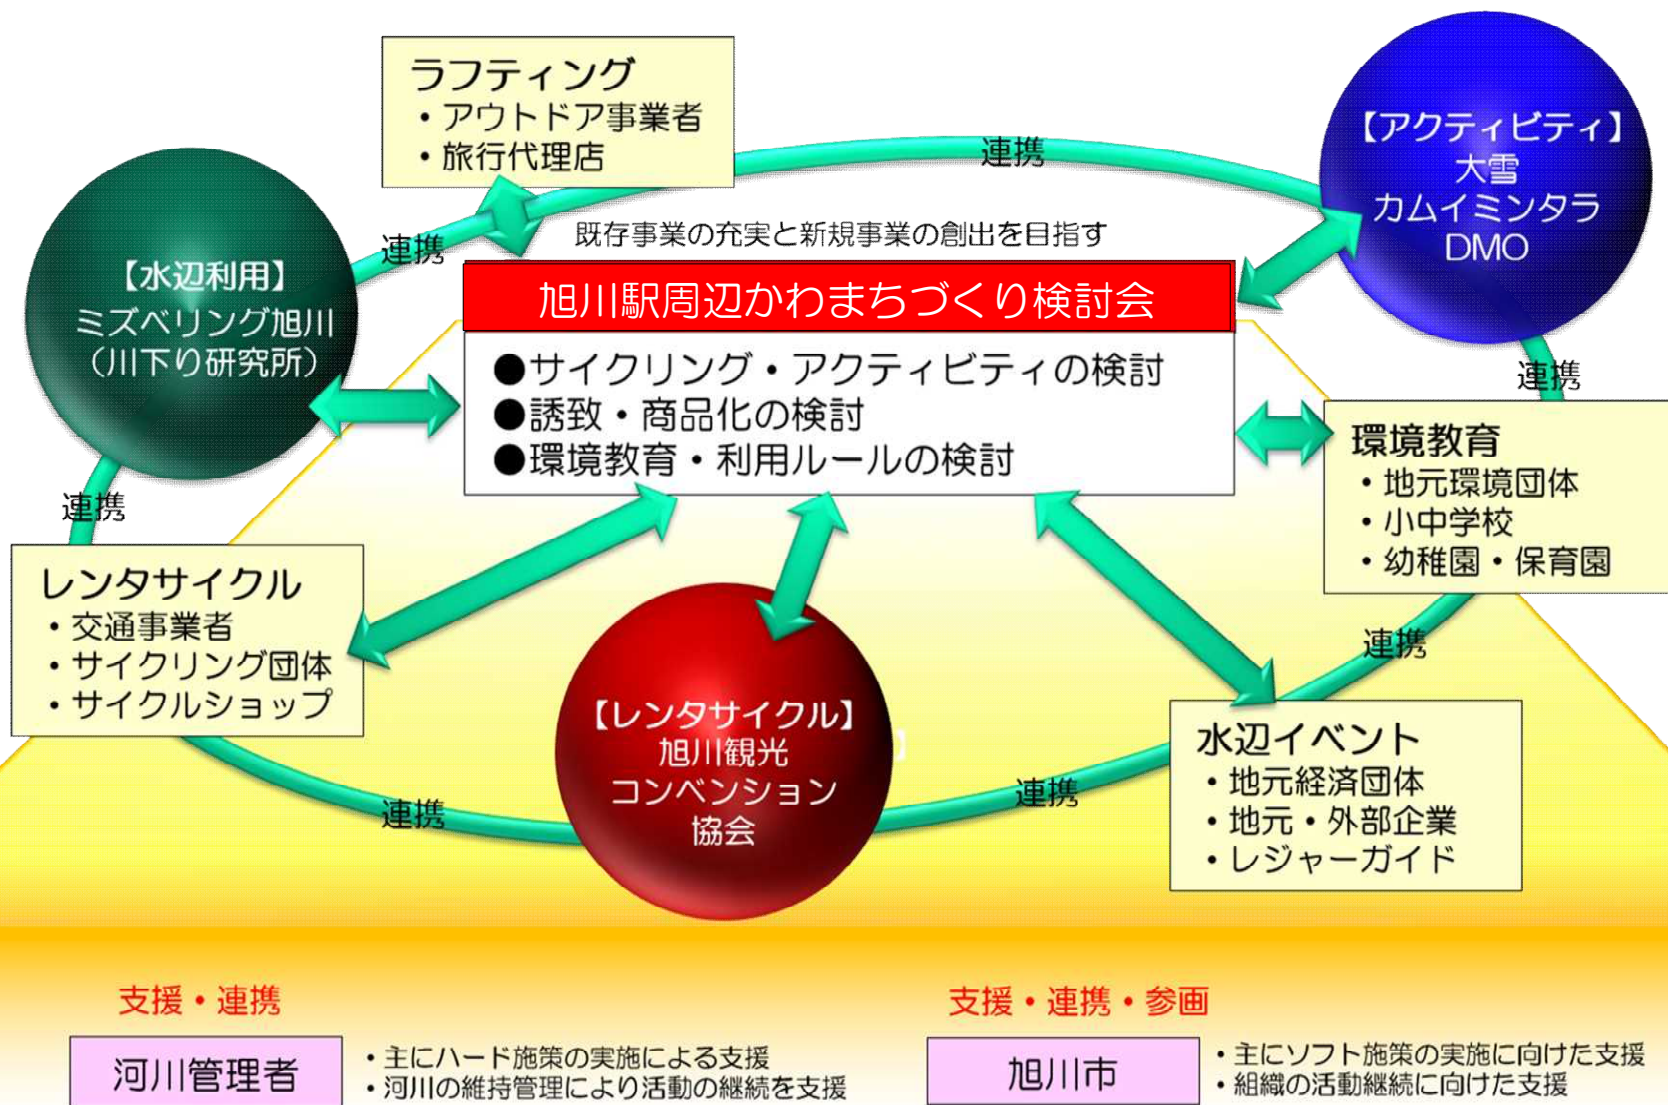 ラフティング
・アウトドア事業者
・旅行代理店
【アクティビティ】
大雪
カムイミンタラ
DMO
連携
連携
既存事業の充実と新規事業の創出を目指す
【水辺利用】
ミズベリング旭川
（川下り研究所）
旭川駅周辺かわまちづくり検討会
●サイクリング・アクティビティの検討
●誘致・商品化の検討
●環境教育・利用ルールの検討
連携
環境教育
・地元環境団体
・小中学校
・幼稚園・保育園
連携
レンタサイクル
・交通事業者
・サイクリング団体
・サイクルショップ
連携
【レンタサイクル】
旭川観光
コンベンション
協会
】
水辺イベント
・地元経済団体
・地元・外部企業
・レジャーガイド
連携
連携
支援・連携
河川管理者
・主にハード施策の実施による支援
・河川の維持管理により活動の継続を支援
支援・連携・参画
旭川市
・主にソフト施策の実施に向けた支援
・組織の活動継続に向けた支援